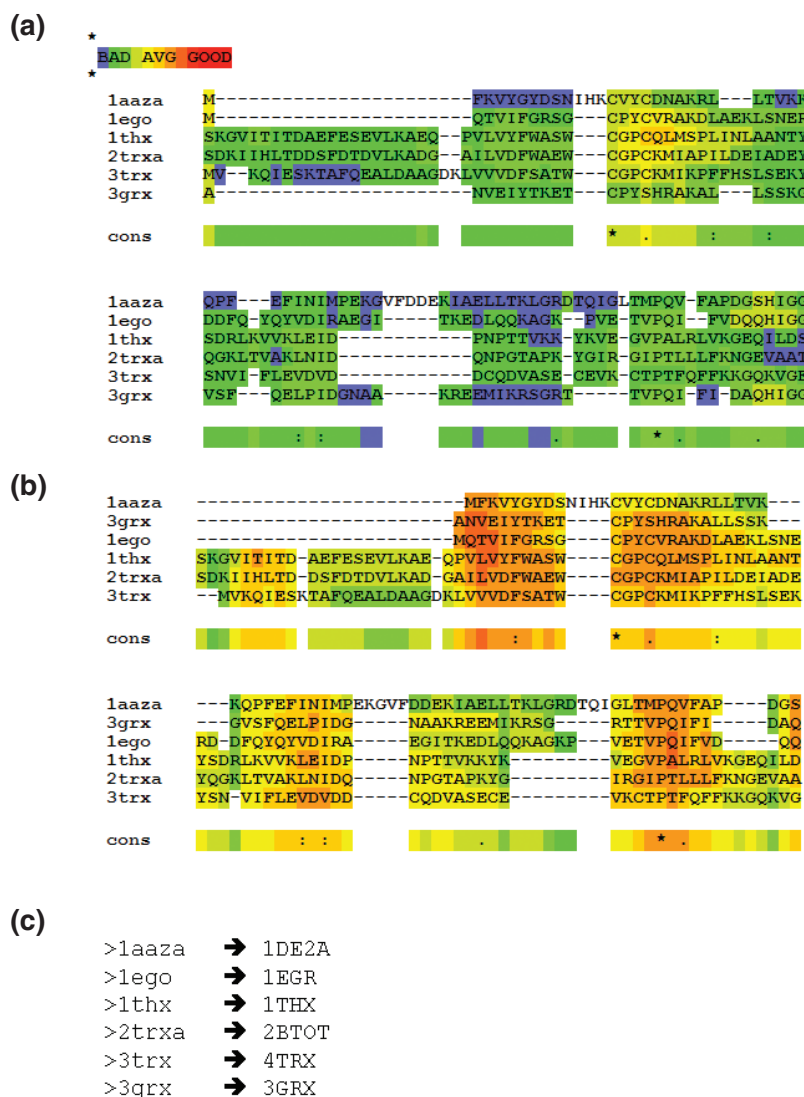 (a)
*
BAD AVG GOOD
*
1aaza M-----------------------FKVYGYDSNIHKCVYCDNAKRL---LTVKK
1ego M-----------------------QTVIFGRSG---CPYCVRAKDLAEKLSNER
1thx SKGVITITDAEFESEVLKAEQ--PVLVYFWASW---CGPCQLMSPLINLAANTY
2trxa SDKIIHLTDDSFDTDVLKADG--AILVDFWAEW---CGPCKMIAPILDEIADEY
3trx MV--KQIESKTAFQEALDAAGDKLVVVDFSATW---CGPCKMIKPFFHSLSEKY
3grx A-----------------------NVEIYTKET---CPYSHRAKAL---LSSKG
cons * . : :
1aaza QPF---EFINIMPEKGVFDDEKIAELLTKLGRDTQIGLTMPQV-FAPDGSHIGG
1ego DDFQ-YQYVDIRAEGI-----TKEDLQQKAGK--PVE-TVPQI--FVDQQHIGG
1thx SDRLKVVKLEID------------PNPTTVKK-YKVE-GVPALRLVKGEQILDS
2trxa QGKLTVAKLNID------------QNPGTAPK-YGIR-GIPTLLLFKNGEVAAT
3trx SNVI-FLEVDVD------------DCQDVASE-CEVK-CTPTFQFFKKGQKVGE
3grx VSF---QELPIDGNAA-----KREEMIKRSGRT-----TVPQI-FI-DAQHIGG
cons : : . * . .
(b)
1aaza ------------------------MFKVYGYDSNIHKCVYCDNAKRLLTVK---
3grx -----------------------ANVEIYTKET----CPYSHRAKALLSSK---
1ego -----------------------MQTVIFGRSG----CPYCVRAKDLAEKLSNE
1thx SKGVITITD-AEFESEVLKAE-QPVLVYFWASW----CGPCQLMSPLINLAANT
2trxa SDKIIHLTD-DSFDTDVLKAD-GAILVDFWAEW----CGPCKMIAPILDEIADE
3trx --MVKQIESKTAFQEALDAAGDKLVVVDFSATW----CGPCKMIKPFFHSLSEK
cons : * . :
1aaza ---KQPFEFINIMPEKGVFDDEKIAELLTKLGRDTQIGLTMPQVFAP----DGS
3grx ---GVSFQELPIDG-----NAAKREEMIKRSG-----RTTVPQIFI-----DAQ
1ego RD-DFQYQYVDIRA-----EGITKEDLQQKAGKP---VETVPQIFVD-----QQ
1thx YSDRLKVVKLEIDP-----NPTTVKKYK---------VEGVPALRLVKGEQILD
2trxa YQGKLTVAKLNIDQ-----NPGTAPKYG---------IRGIPTLLLFKNGEVAA
3trx YSN-VIFLEVDVDD-----CQDVASECE---------VKCTPTFQFFKKGQKVG
cons : : . * .
(c)
>1aaza ➔ 1DE2A
>1ego ➔ 1EGR
>1thx ➔ 1THX
>2trxa ➔ 2BTOT
>3trx ➔ 4TRX
>3grx ➔ 3GRX